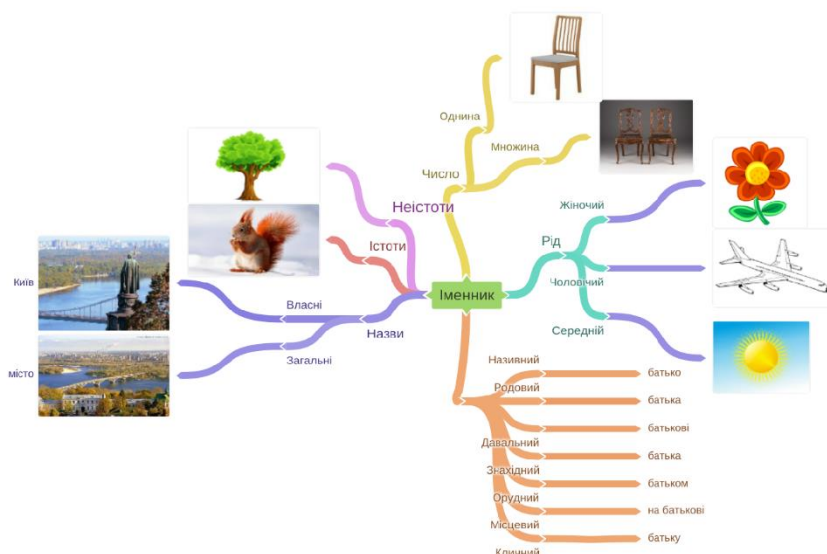 Однина
Множина
Число
Неістоти
Істоти
Київ
Власні
Назви
Загальні
місто
Іменник
Жіночий
Рід
Чоловічий
Середній
Називний
батько
Родовий
батька
батькові
Давальний
батька
Знахідний
батьком
Орудний
на батькові
Місцевий
батьку
Кличний